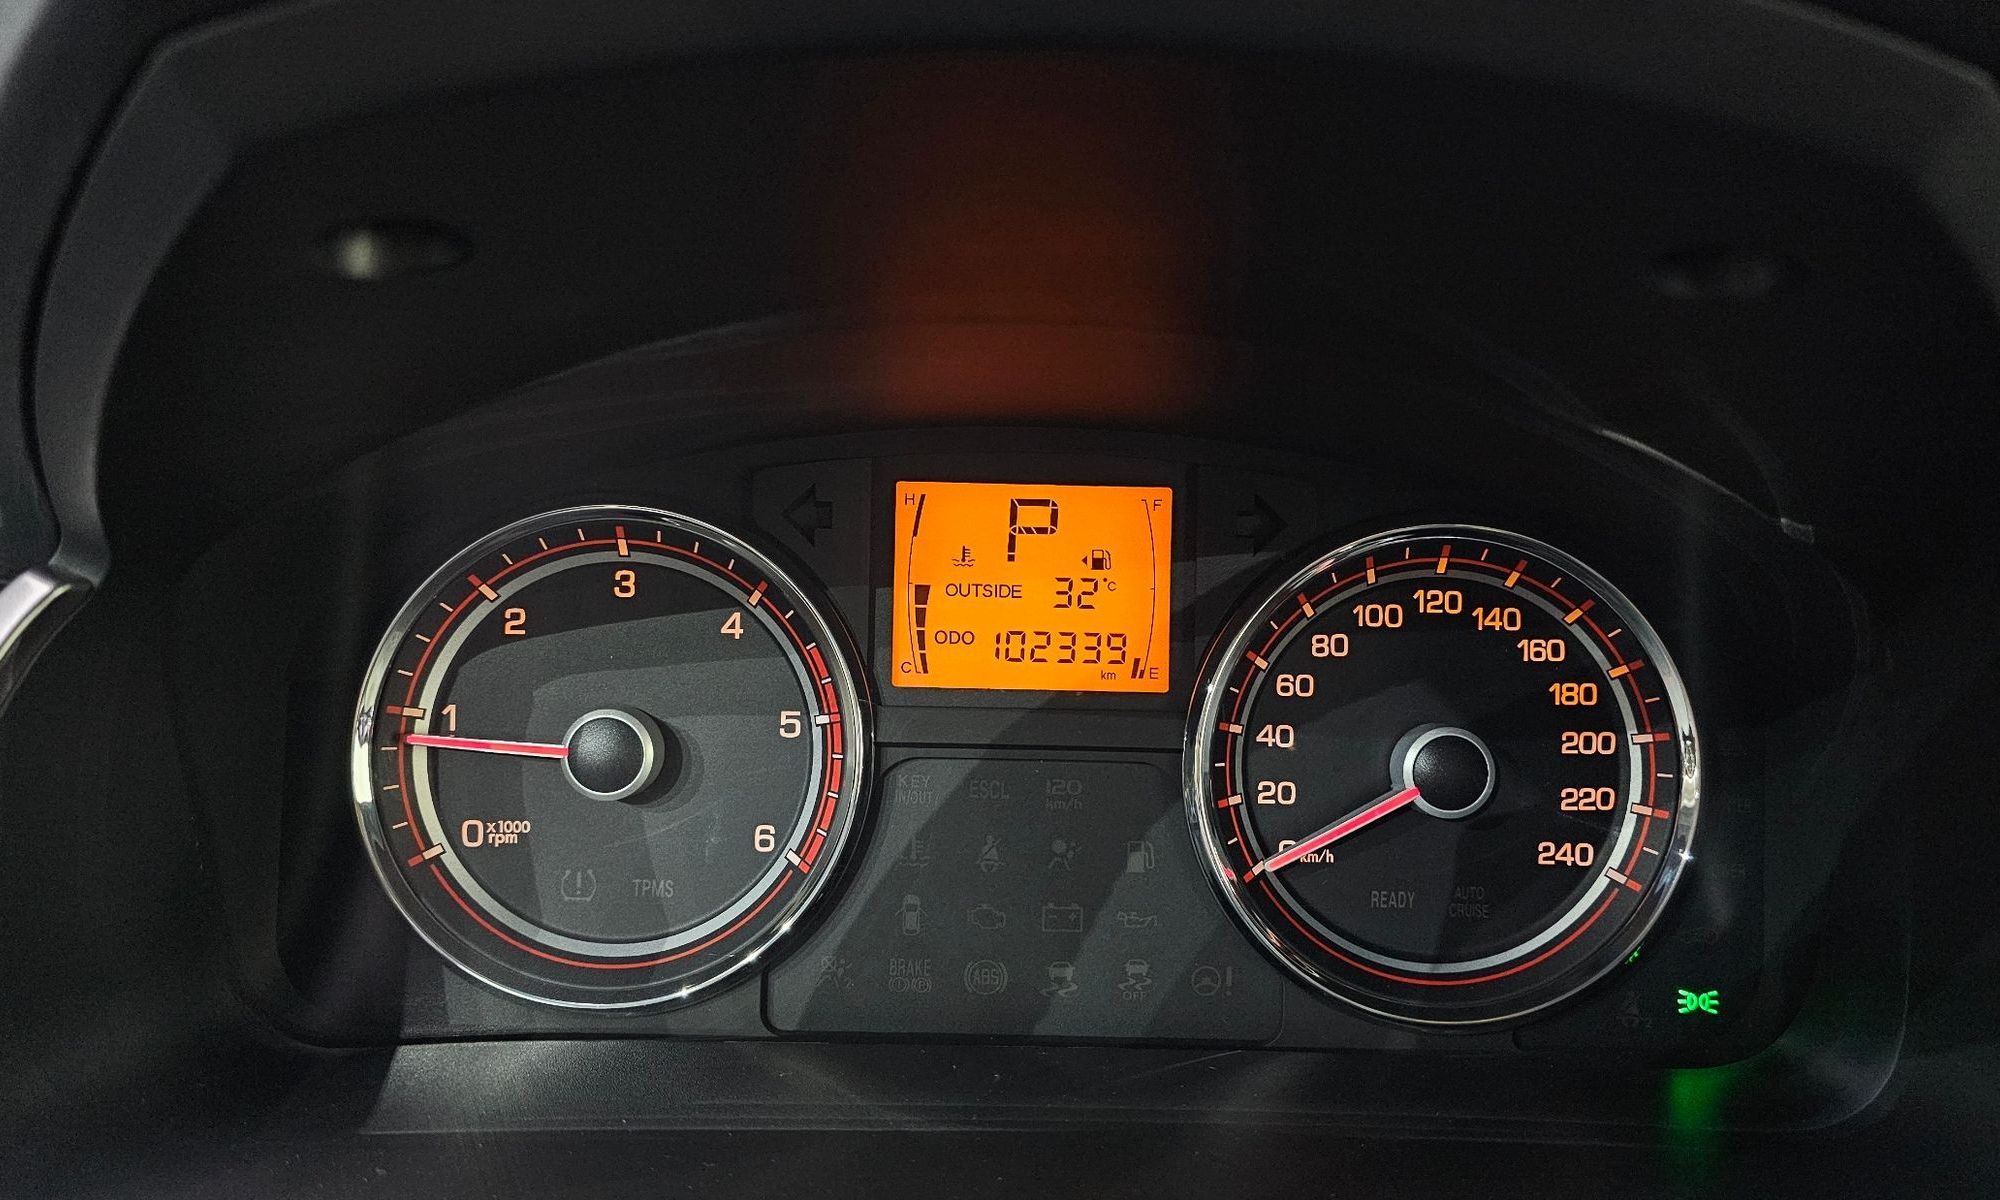 H
F
P
OUTSIDE 32°C
ODO 102339
km
C
E
0
x1000
rpm
1
2
3
4
5
6
TPMS
0
km/h
20
40
60
80
100
120
140
160
180
200
220
240
READY
AUTO
CRUISE
KEY
IN/OUT
ESCL
120
km/h
BRAKE
ABS
OFF